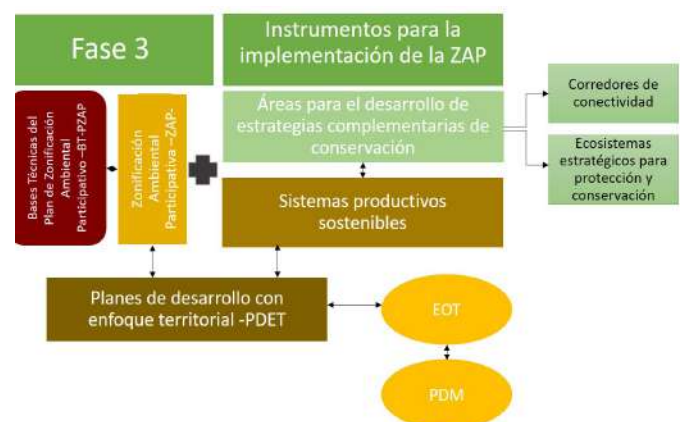 Fase 3
Instrumentos para la
implementación de la ZAP
Bases Técnicas del
Plan de Zonificación
Ambiental
Participativo –BT-PZAP
Zonificación
Ambiental
Participativa –ZAP-
Áreas para el desarrollo de
estrategias complementarias de
conservación
Corredores de
conectividad
Ecosistemas
estratégicos para
protección y
conservación
Sistemas productivos
sostenibles
Planes de desarrollo con
enfoque territorial -PDET
EOT
PDM